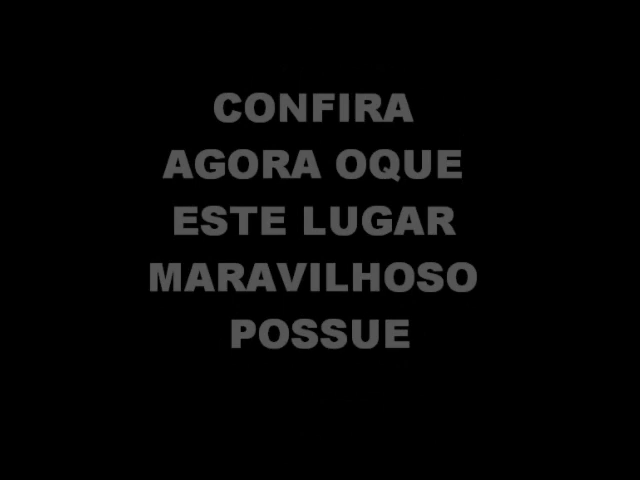 CONFIRA
AGORA OQUE
ESTE LUGAR
MARAVILHOSO
POSSUE